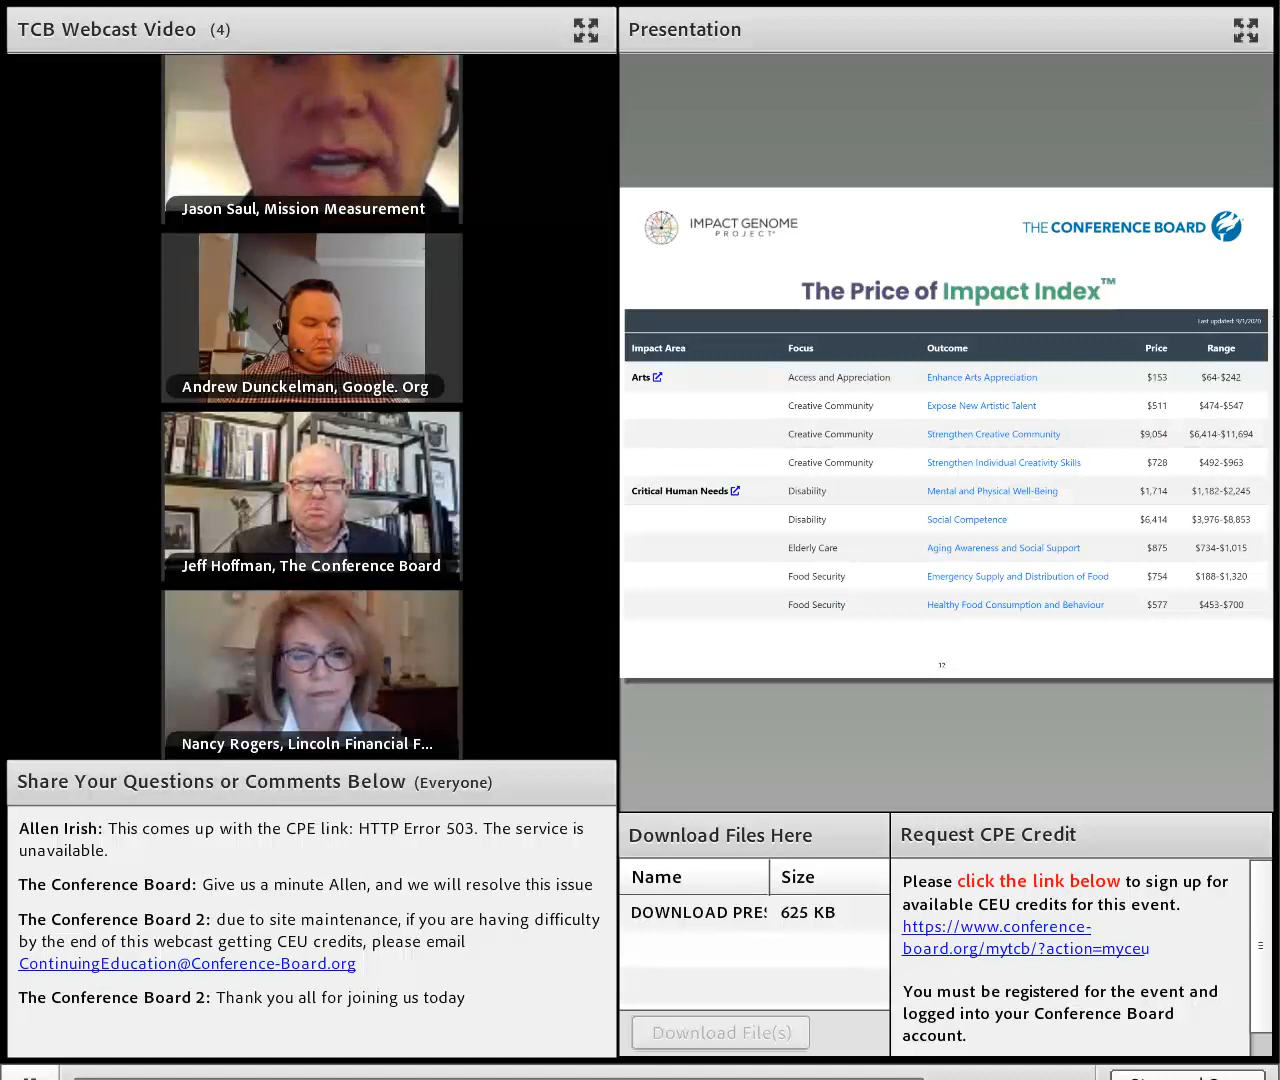 TCB Webcast Video (4)
Jason Saul, Mission Measurement
Andrew Dunckelman, Google. Org
Jeff Hoffman, The Conference Board
Nancy Rogers, Lincoln Financial F...
Share Your Questions or Comments Below (Everyone)
Allen Irish: This comes up with the CPE link: HTTP Error 503. The service is
unavailable.
The Conference Board: Give us a minute Allen, and we will resolve this issue
The Conference Board 2: due to site maintenance, if you are having difficulty
by the end of this webcast getting CEU credits, please email
ContinuingEducation@Conference-Board.org
The Conference Board 2: Thank you all for joining us today
Presentation
IMPACT GENOME
PROJECT®
THE CONFERENCE BOARD
The Price of Impact Index™
Last updated: 9/1/2020
Impact Area Focus Outcome Price Range
Arts Access and Appreciation Enhance Arts Appreciation $153 $64-$242
Creative Community Expose New Artistic Talent $511 $474-$547
Creative Community Strengthen Creative Community $9,054 $6,414-$11,694
Creative Community Strengthen Individual Creativity Skills $728 $492-$963
Critical Human Needs Disability Mental and Physical Well-Being $1,714 $1,182-$2,245
Disability Social Competence $6,414 $3,976-$8,853
Elderly Care Aging Awareness and Social Support $875 $734-$1,015
Food Security Emergency Supply and Distribution of Food $754 $188-$1,320
Food Security Healthy Food Consumption and Behaviour $577 $453-$700
12
Download Files Here
Name Size
DOWNLOAD PRES 625 KB
Download File(s)
Request CPE Credit
Please click the link below to sign up for
available CEU credits for this event.
https://www.conference-
board.org/mytcb/?action=myceu
You must be registered for the event and
logged into your Conference Board
account.